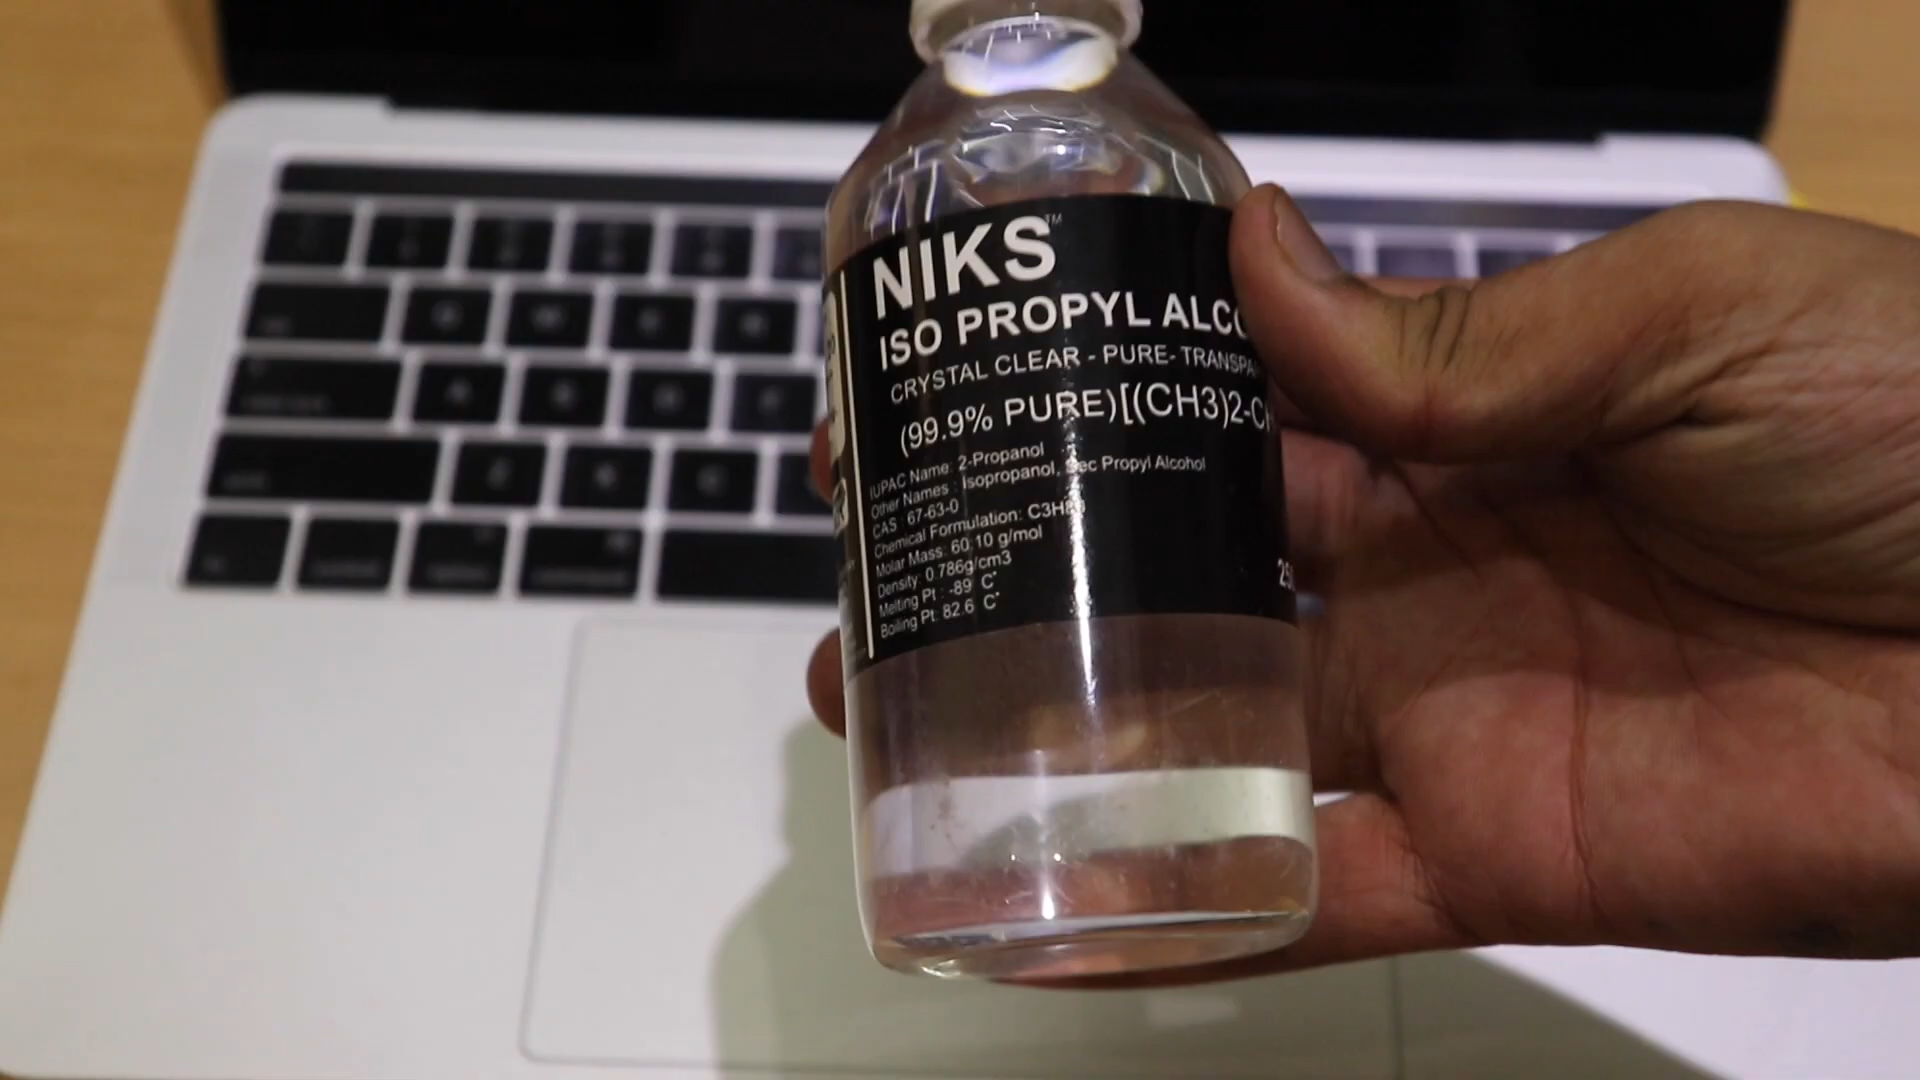 NIKS™
ISO PROPYL ALCO
CRYSTAL CLEAR - PURE- TRANSPA
(99.9% PURE)[(CH3)2-C
IUPAC Name: 2-Propanol
Other Names : Isopropanol, Sec Propyl Alcohol
CAS : 67-63-0
Chemical Formulation: C3H8
Molar Mass: 60.10 g/mol
Density: 0.786g/cm3
Melting Pt : -89 C°
Boiling Pt: 82.6 C°